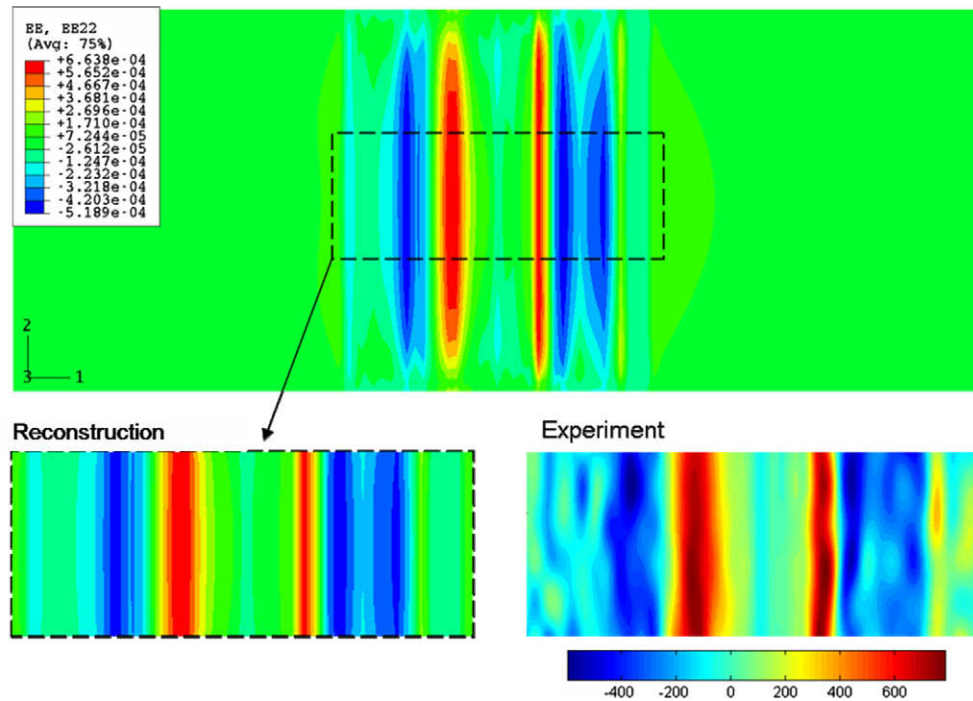 EE, EE22
(Avg: 75%)
+6.638e-04
+5.652e-04
+4.667e-04
+3.681e-04
+2.696e-04
+1.710e-04
+7.244e-05
-2.612e-05
-1.247e-04
-2.232e-04
-3.218e-04
-4.203e-04
-5.189e-04
2
3 1
Reconstruction
Experiment
-400 -200 0 200 400 600